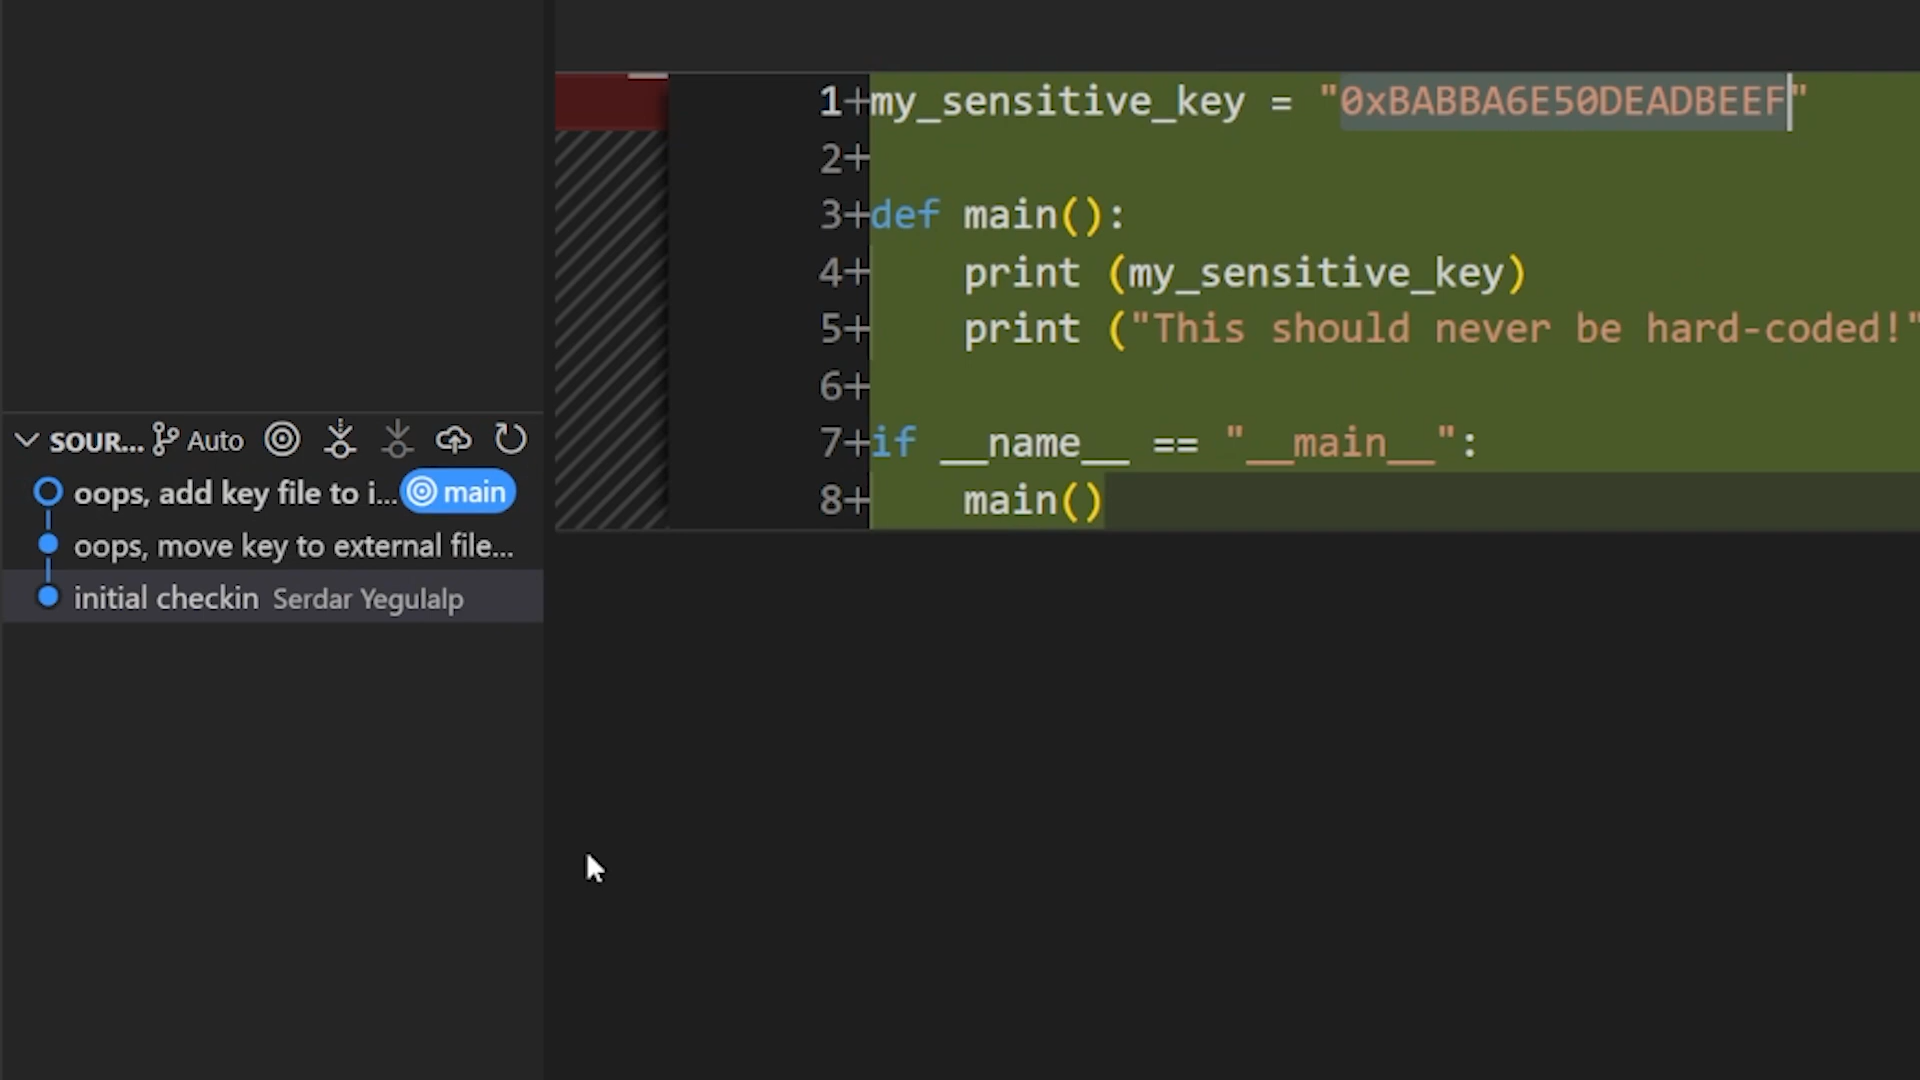 SOUR... Auto
oops, add key file to i... main
oops, move key to external file...
initial checkin Serdar Yegulalp
1+my_sensitive_key = "0xBABBA6E50DEADBEEF"
2+
3+def main():
4+    print (my_sensitive_key)
5+    print ("This should never be hard-coded!"
6+
7+if __name__ == "__main__":
8+    main()